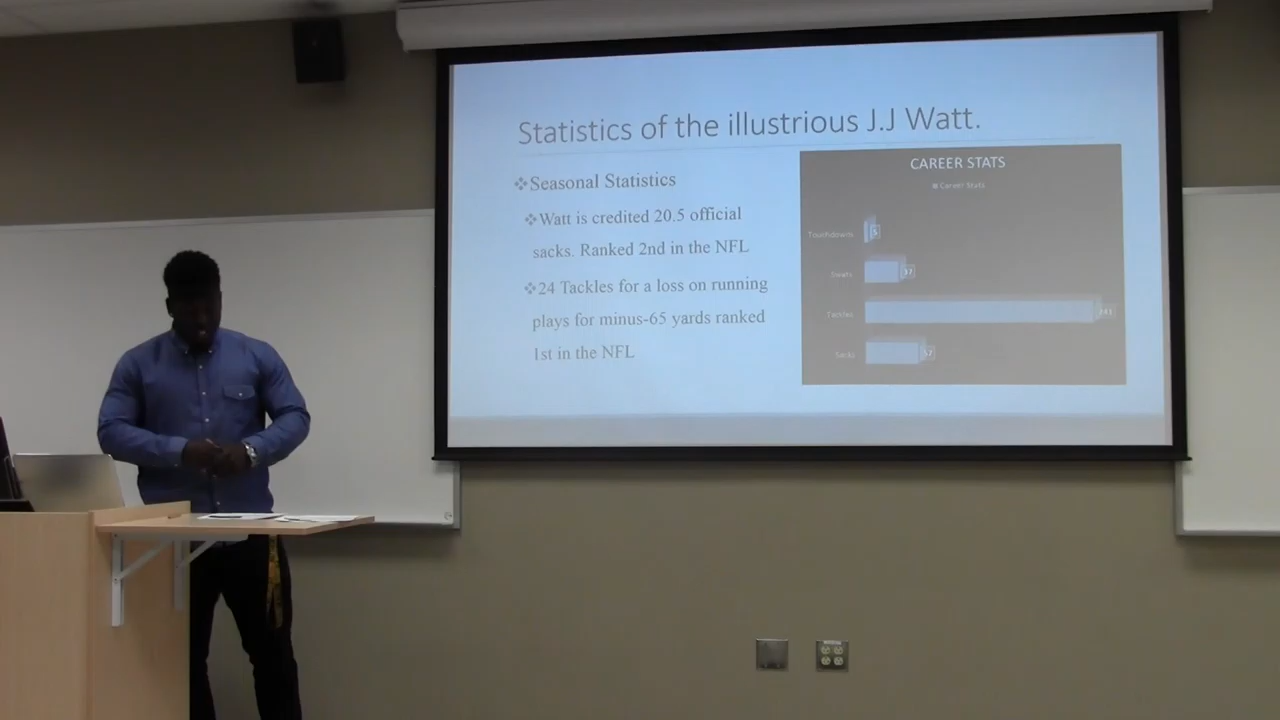 Statistics of the illustrious J.J Watt.
❖Seasonal Statistics
❖Watt is credited 20.5 official
sacks. Ranked 2nd in the NFL
❖24 Tackles for a loss on running
plays for minus-65 yards ranked
1st in the NFL
CAREER STATS
Career Stats
Touchdowns 5
37
Tackles
Sacks 57